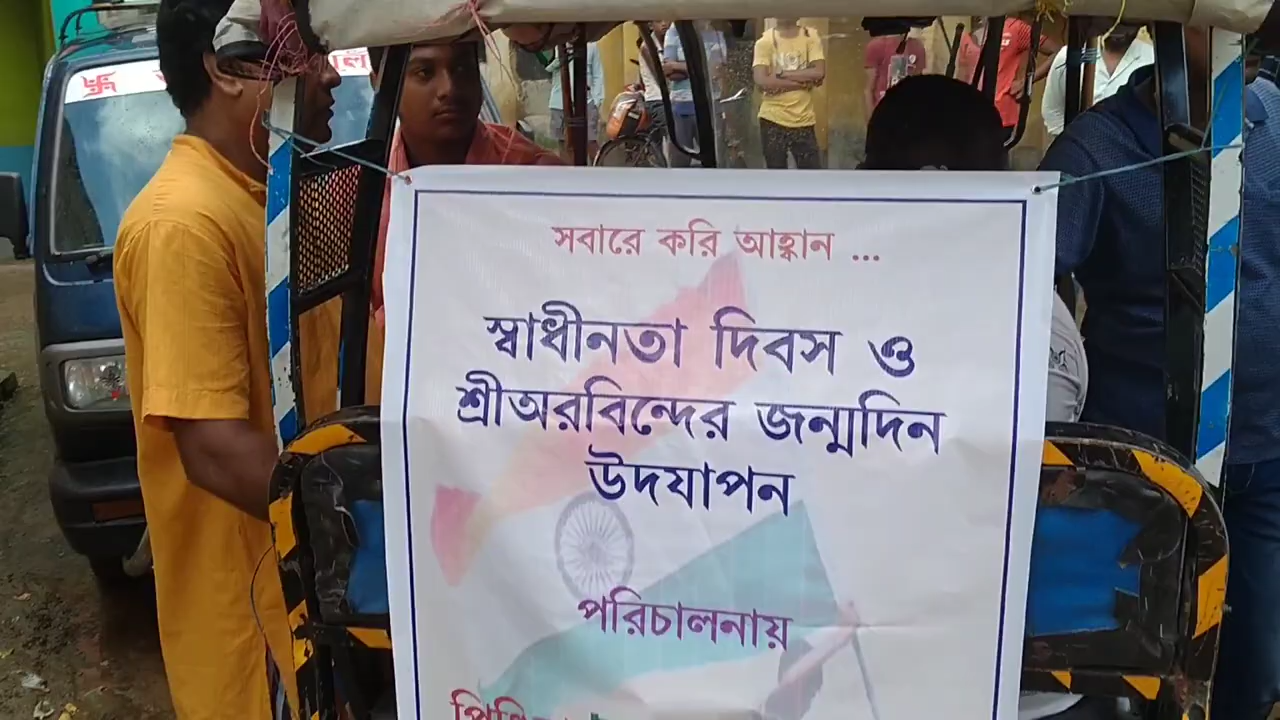 সবারে করি আহ্বান ...
স্বাধীনতা দিবস ও
শ্রীঅরবিন্দের জন্মদিন
উদযাপন
পরিচালনায়